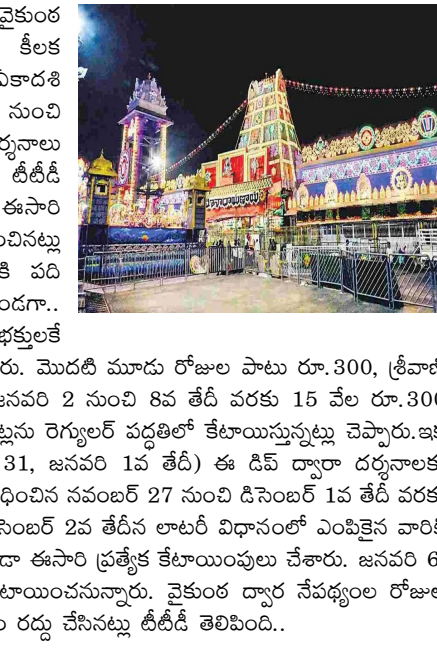 వైకుంఠ
కీలక
ఏకాదశి
నుంచి
ర్శనాలు
టీటీడీ
ఈసారి
ంచినట్లు
కి పది
ండగా..
భక్తులకే
రు. మొదటి మూడు రోజుల పాటు రూ.300, శ్రీవాణి
జనవరి 2 నుంచి 8వ తేదీ వరకు 15 వేల రూ.300
ట్లను రెగ్యులర్ పద్ధతిలో కేటాయిస్తున్నట్లు చెప్పారు.ఇక
31, జనవరి 1వ తేదీ) ఈ డిప్ ద్వారా దర్శనాలక
ధించిన నవంబర్ 27 నుంచి డిసెంబర్ 1వ తేదీ వరక
సెంబర్ 2వ తేదీన లాటరీ విధానంలో ఎంపికైన వారికి
డా ఈసారి ప్రత్యేక కేటాయింపులు చేశారు. జనవరి 6
టాయించనున్నారు. వైకుంఠ ద్వార నేపథ్యంల రోజుల
ం రద్దు చేసినట్లు టీటీడీ తెలిపింది..